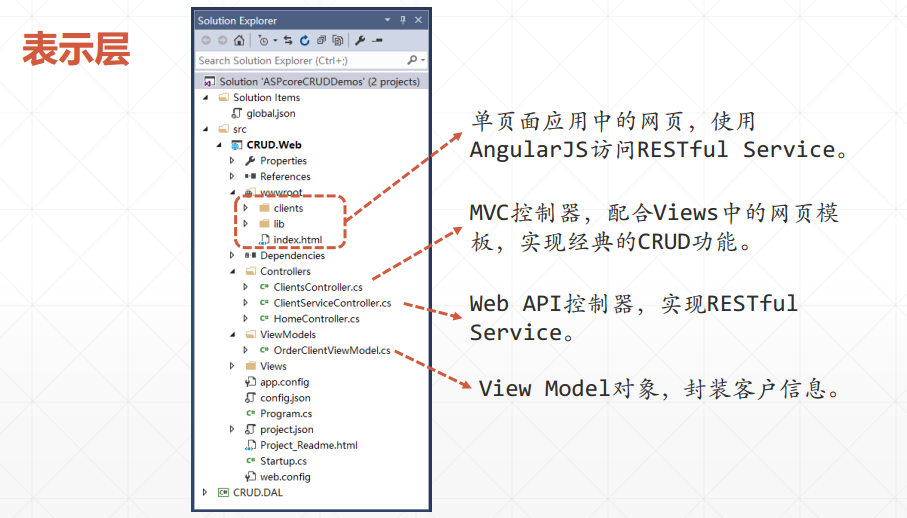 表示层
Solution Explorer
Search Solution Explorer (Ctrl+;)
Solution 'ASPcoreCRUDDemos' (2 projects)
Solution Items
global.json
src
CRUD.Web
Properties
References
wwwroot
clients
lib
index.html
Dependencies
Controllers
ClientsController.cs
ClientServiceController.cs
HomeController.cs
ViewModels
OrderClientViewModel.cs
Views
app.config
config.json
Program.cs
project.json
Project_Readme.html
Startup.cs
web.config
CRUD.DAL
单页面应用中的网页，使用
AngularJS访问RESTful Service。
MVC控制器，配合Views中的网页模
板，实现经典的CRUD功能。
Web API控制器，实现RESTful
Service。
View Model对象，封装客户信息。